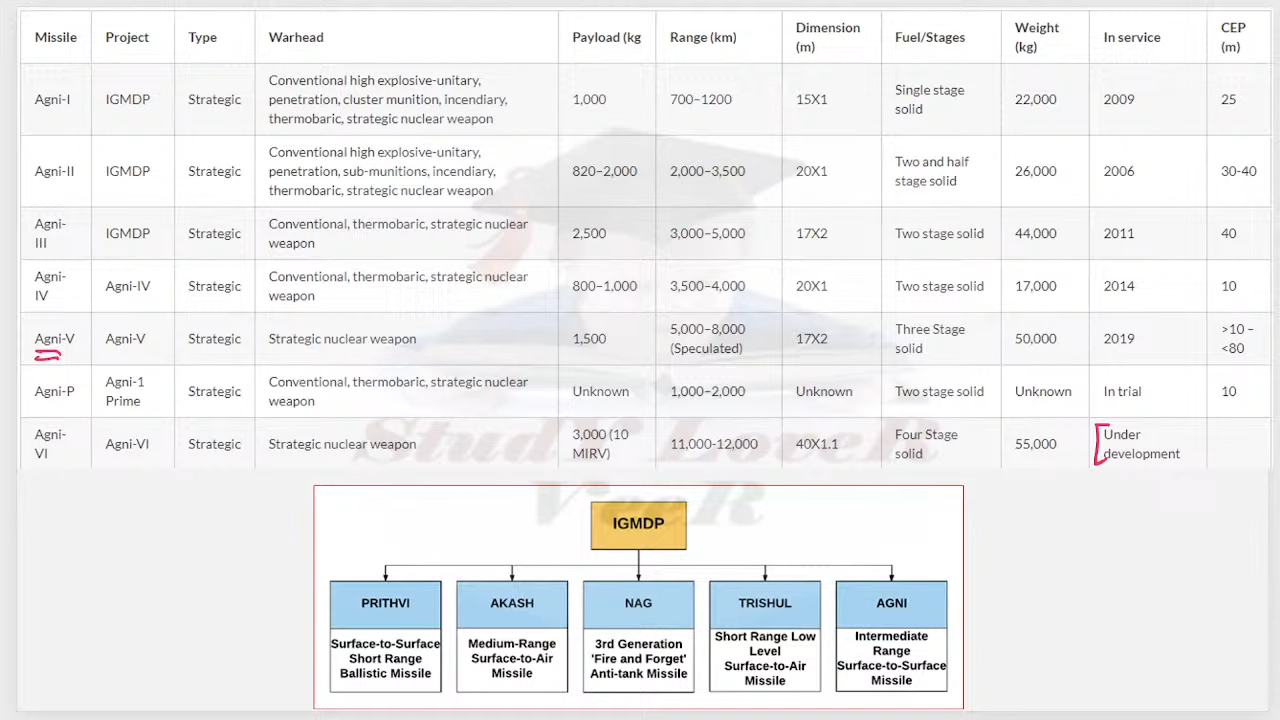 Missile Project Type Warhead Payload (kg Range (km) Dimension (m) Fuel/Stages Weight (kg) In service CEP (m)
Agni-I IGMDP Strategic Conventional high explosive-unitary, penetration, cluster munition, incendiary, thermobaric, strategic nuclear weapon 1,000 700–1200 15X1 Single stage solid 22,000 2009 25
Agni-II IGMDP Strategic Conventional high explosive-unitary, penetration, sub-munitions, incendiary, thermobaric, strategic nuclear weapon 820–2,000 2,000–3,500 20X1 Two and half stage solid 26,000 2006 30-40
Agni-III IGMDP Strategic Conventional, thermobaric, strategic nuclear weapon 2,500 3,000–5,000 17X2 Two stage solid 44,000 2011 40
Agni-IV Agni-IV Strategic Conventional, thermobaric, strategic nuclear weapon 800–1,000 3,500–4,000 20X1 Two stage solid 17,000 2014 10
Agni-V Agni-V Strategic Strategic nuclear weapon 1,500 5,000–8,000 (Speculated) 17X2 Three Stage solid 50,000 2019 >10 – <80
Agni-P Agni-1 Prime Strategic Conventional, thermobaric, strategic nuclear weapon Unknown 1,000–2,000 Unknown Two stage solid Unknown In trial 10
Agni-VI Agni-VI Strategic Strategic nuclear weapon 3,000 (10 MIRV) 11,000-12,000 40X1.1 Four Stage solid 55,000 Under development
StudY LoveR
VeeR
IGMDP
PRITHVI
Surface-to-Surface
Short Range
Ballistic Missile
AKASH
Medium-Range
Surface-to-Air
Missile
NAG
3rd Generation
'Fire and Forget'
Anti-tank Missile
TRISHUL
Short Range Low
Level
Surface-to-Air
Missile
AGNI
Intermediate
Range
Surface-to-Surface
Missile